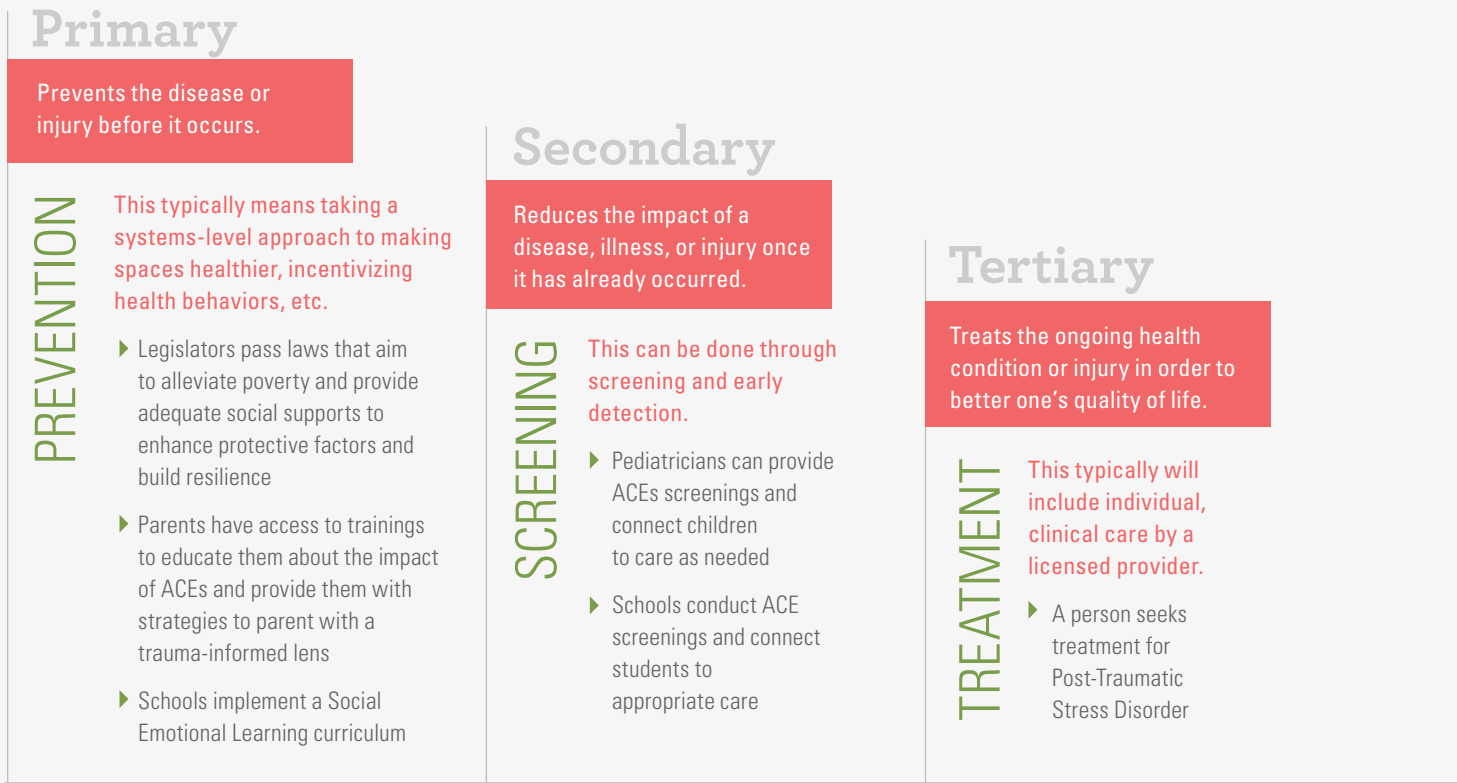 Primary
Prevents the disease or
injury before it occurs.
PREVENTION
This typically means taking a
systems-level approach to making
spaces healthier, incentivizing
health behaviors, etc.
Legislators pass laws that aim
to alleviate poverty and provide
adequate social supports to
enhance protective factors and
build resilience
Parents have access to trainings
to educate them about the impact
of ACEs and provide them with
strategies to parent with a
trauma-informed lens
Schools implement a Social
Emotional Learning curriculum
Secondary
Reduces the impact of a
disease, illness, or injury once
it has already occurred.
SCREENING
This can be done through
screening and early
detection.
Pediatricians can provide
ACEs screenings and
connect children
to care as needed
Schools conduct ACE
screenings and connect
students to
appropriate care
Tertiary
Treats the ongoing health
condition or injury in order to
better one's quality of life.
TREATMENT
This typically will
include individual,
clinical care by a
licensed provider.
A person seeks
treatment for
Post-Traumatic
Stress Disorder